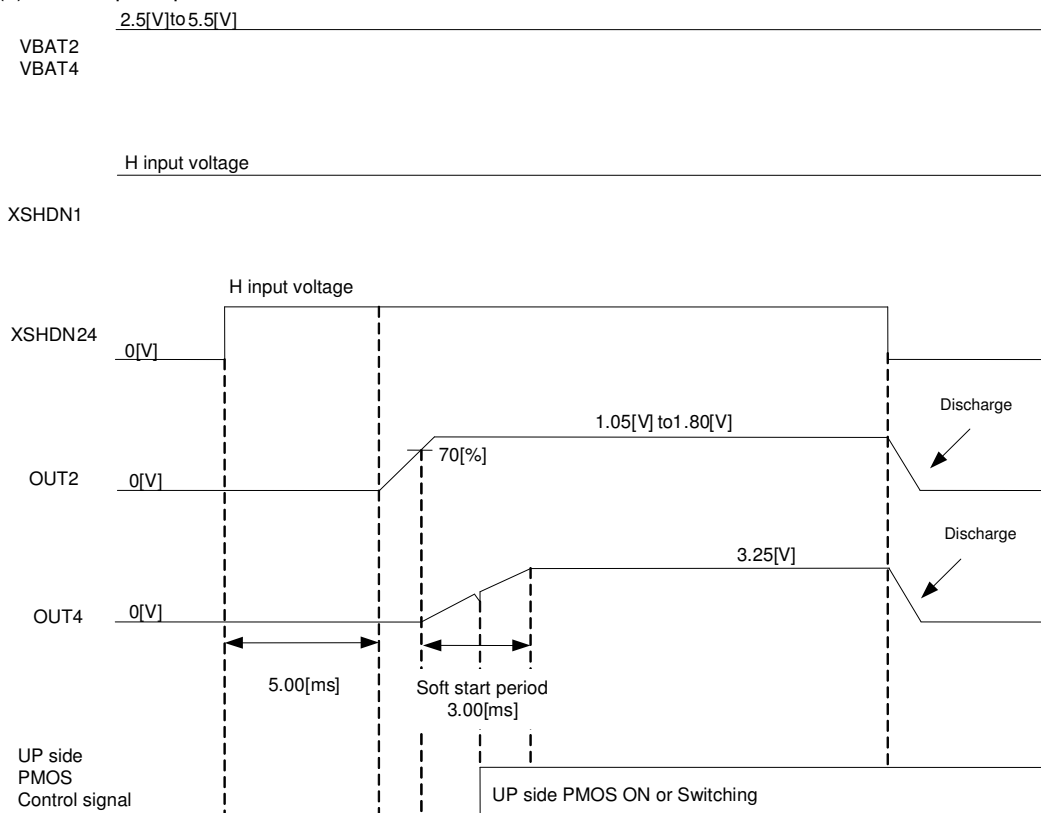 2.5[V]to5.5[V]
VBAT2
VBAT4
H input voltage
XSHDN1
H input voltage
XSHDN24
0[V]
Discharge
1.05[V] to1.80[V]
70[%]
OUT2
0[V]
Discharge
3.25[V]
OUT4
0[V]
5.00[ms]
Soft start period
3.00[ms]
UP side
PMOS
Control signal
UP side PMOS ON or Switching